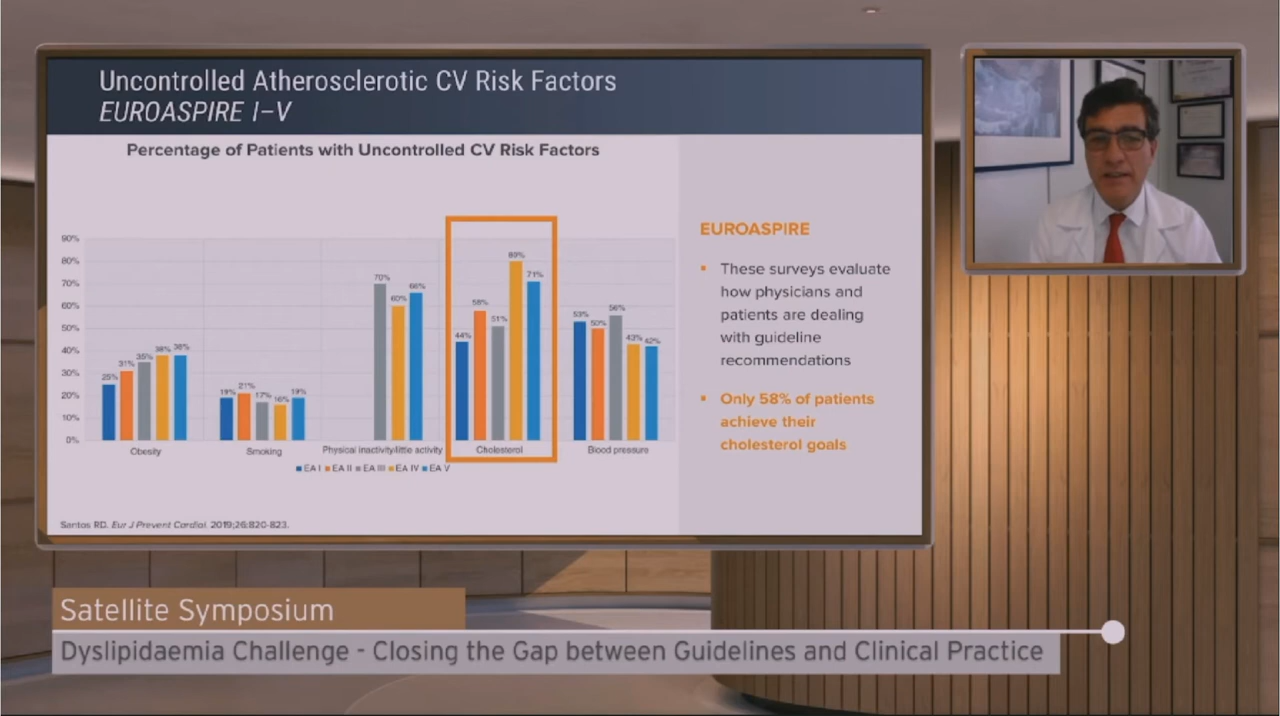 Uncontrolled Atherosclerotic CV Risk Factors
EUROASPIRE I–V
Percentage of Patients with Uncontrolled CV Risk Factors
90%
80%
70%
60%
50%
40%
30%
20%
10%
0%
25% 31% 35% 38% 38%
19% 21% 17% 16% 19%
70% 60% 66%
44% 58% 51% 80% 71%
53% 50% 56% 43% 42%
Obesity Smoking Physical inactivity/little activity Cholesterol Blood pressure
EA I EA II EA III EA IV EA V
Santos RD. Eur J Prevent Cardiol. 2019;26:820-823.
EUROASPIRE
These surveys evaluate
how physicians and
patients are dealing
with guideline
recommendations
Only 58% of patients
achieve their
cholesterol goals
Satellite Symposium
Dyslipidaemia Challenge - Closing the Gap between Guidelines and Clinical Practice